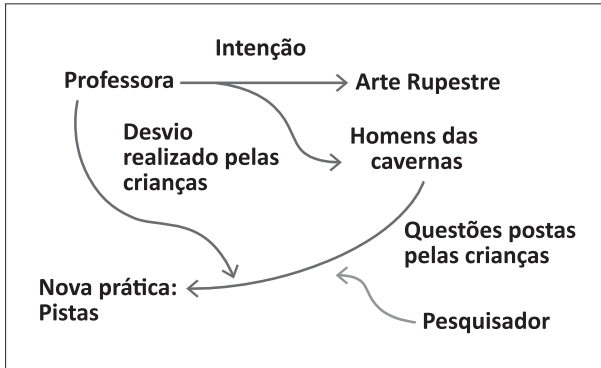 Intenção
Professora
Arte Rupestre
Desvio
realizado pelas
crianças
Homens das
cavernas
Questões postas
pelas crianças
Nova prática:
Pistas
Pesquisador